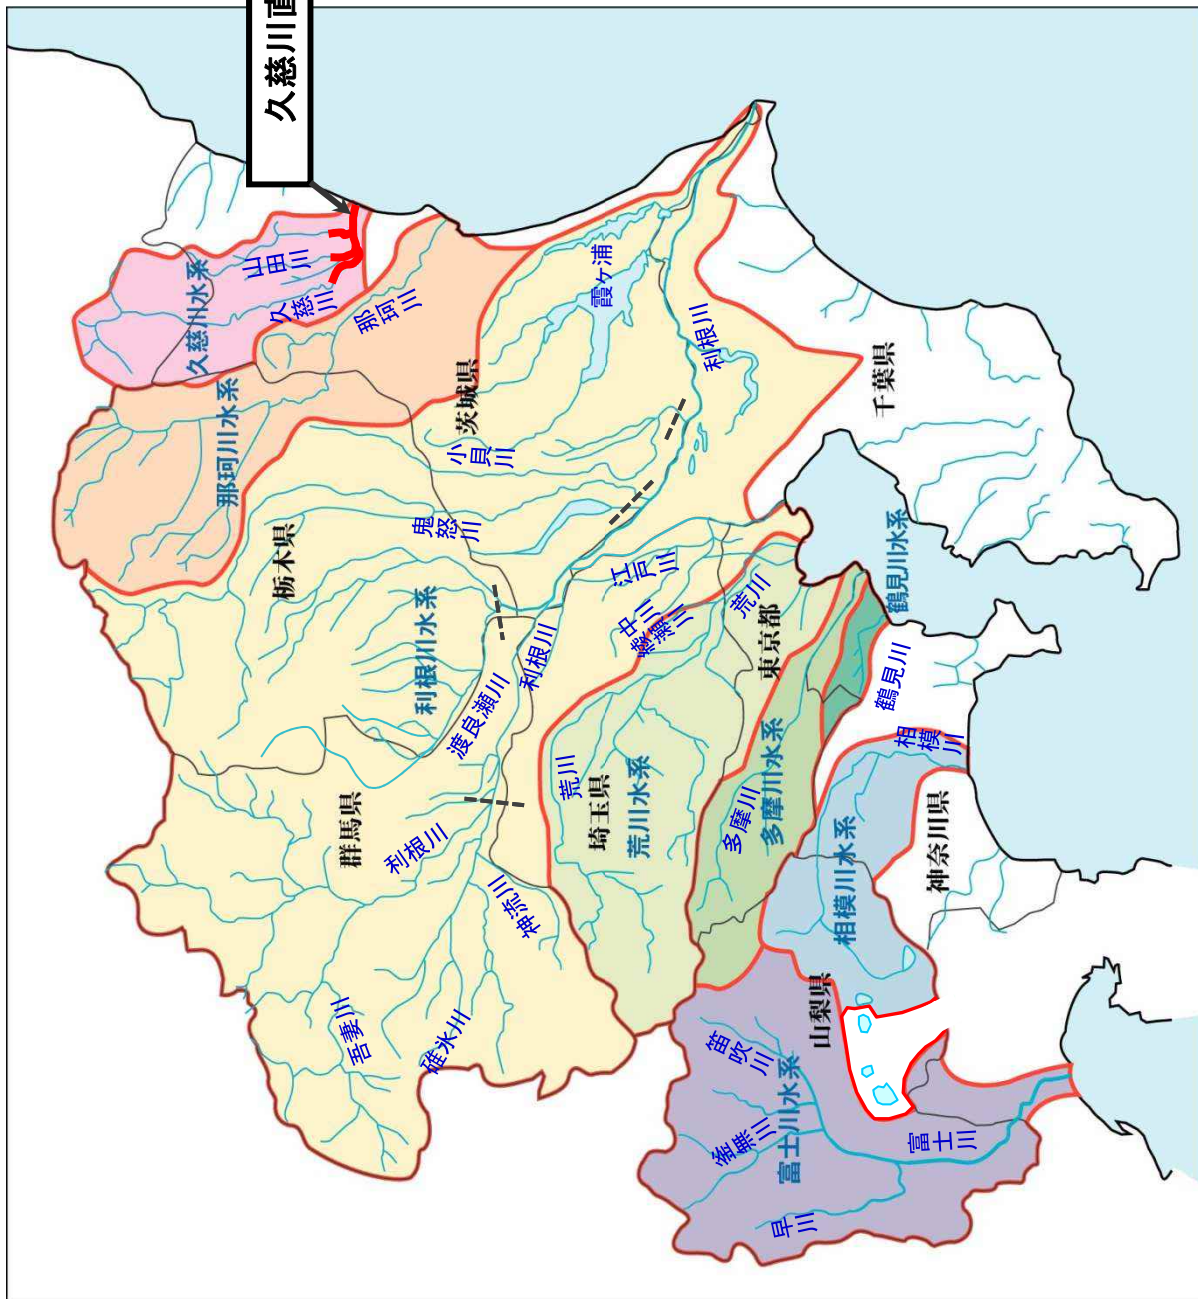 久慈川直
久慈川水系
山田川
久慈川
那珂川
那珂川水系
茨城県
霞ヶ浦
利根川
千葉県
小貝川
鬼怒川
栃木県
利根川水系
渡良瀬川
利根川
江戸川
中川
綾瀬川
荒川
東京都
鶴見川水系
鶴見川
相模川
群馬県
利根川
神流川
荒川
埼玉県
荒川水系
多摩川
多摩川水系
相模川水系
神奈川県
吾妻川
碓氷川
山梨県
笛吹川
富士川水系
釜無川
富士川
早川